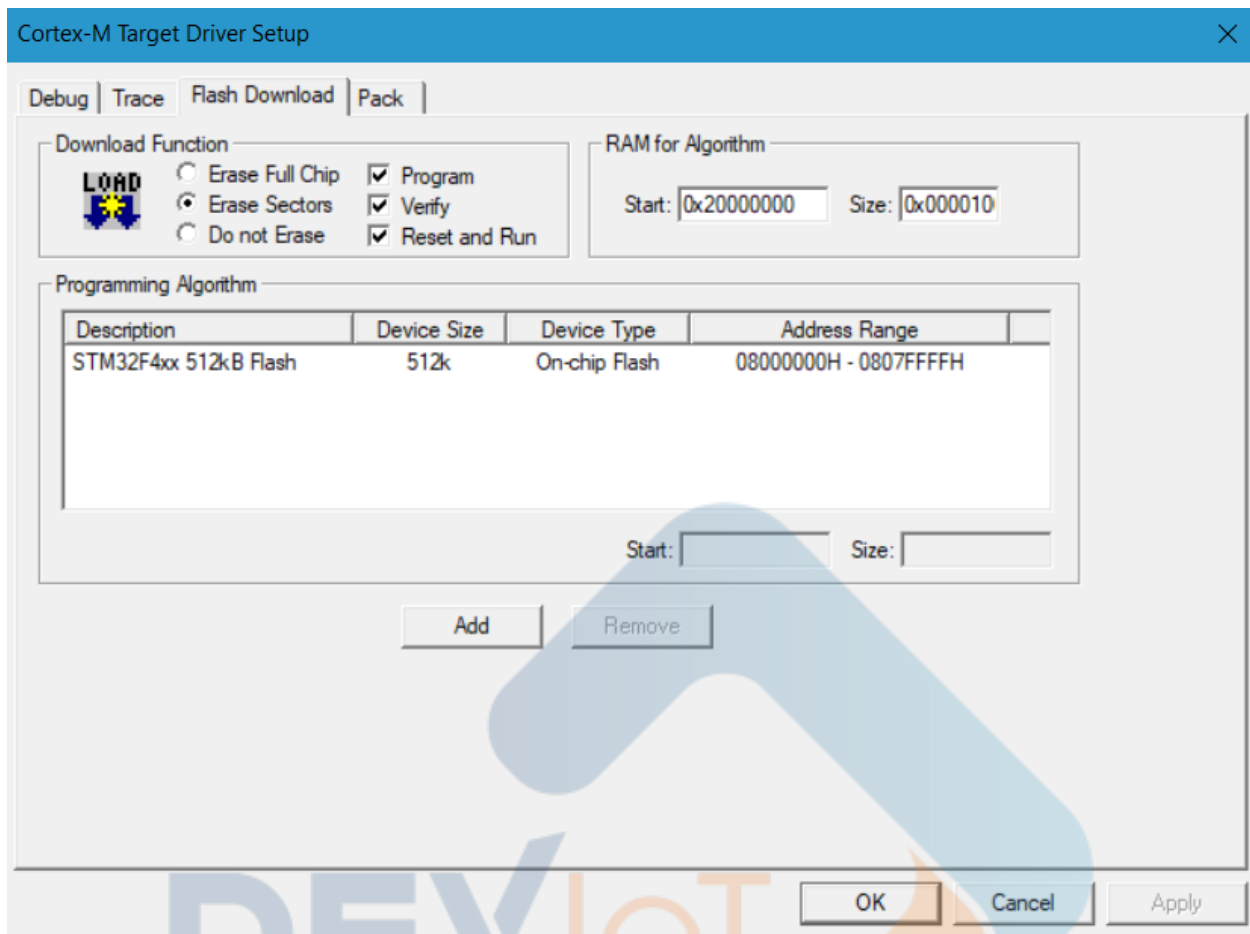 Cortex-M Target Driver Setup
Debug Trace Flash Download Pack
Download Function
LOAD
Erase Full Chip
Erase Sectors
Do not Erase
Program
Verify
Reset and Run
RAM for Algorithm
Start: 0x20000000 Size: 0x000010
Programming Algorithm
Description Device Size Device Type Address Range
STM32F4xx 512kB Flash 512k On-chip Flash 08000000H - 0807FFFFH
Start: Size:
Add Remove
DEVIoT
OK Cancel Apply